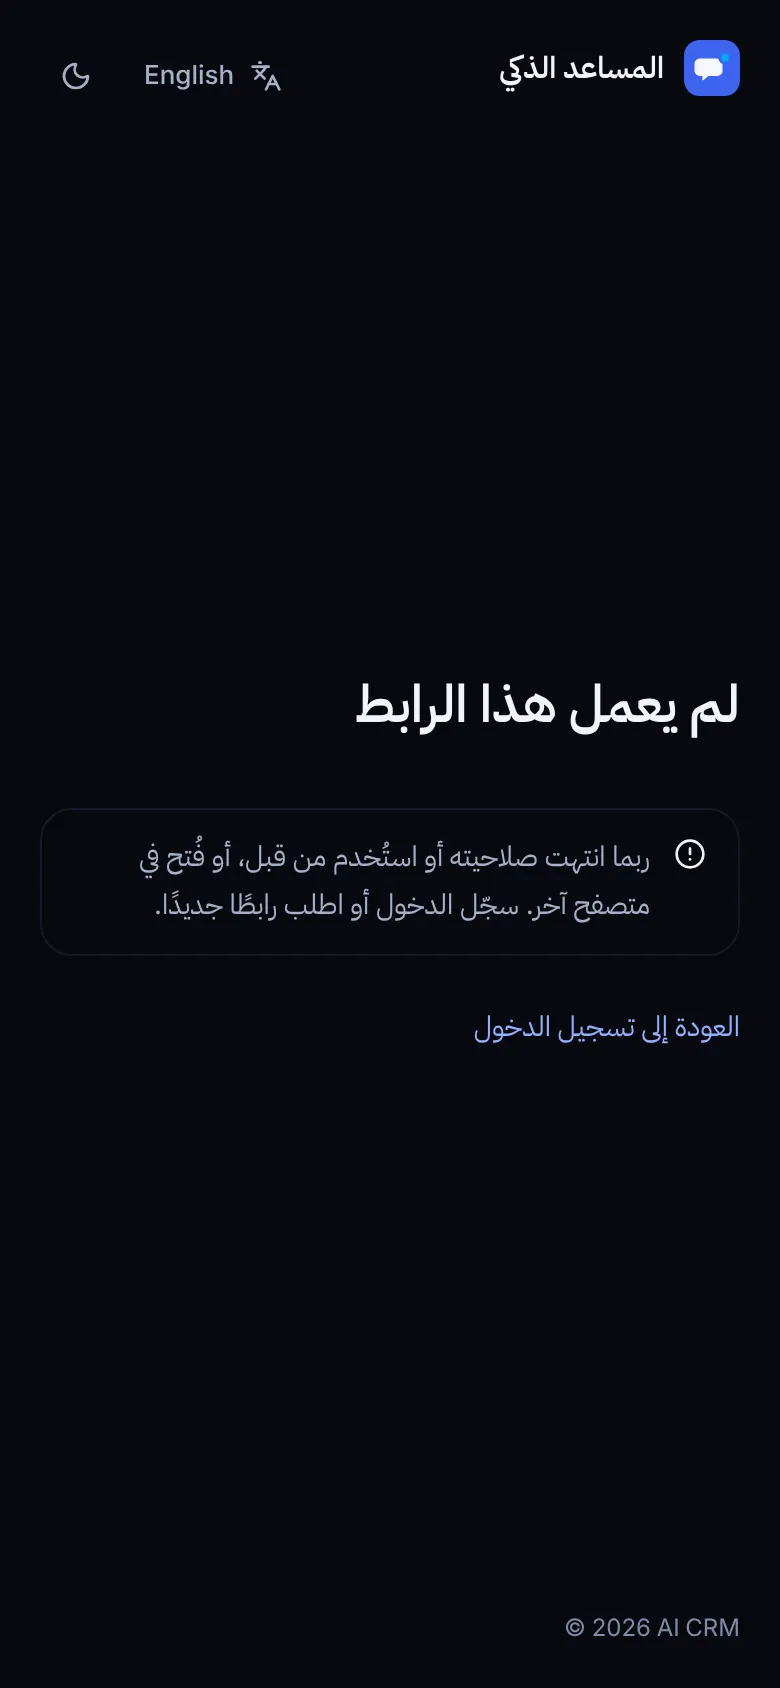 المساعد الذكي
English
لم يعمل هذا الرابط
ربما انتهت صلاحيته أو استُخدم من قبل، أو فُتح في
متصفح آخر. سجّل الدخول أو اطلب رابطًا جديدًا.
العودة إلى تسجيل الدخول
© 2026 AI CRM